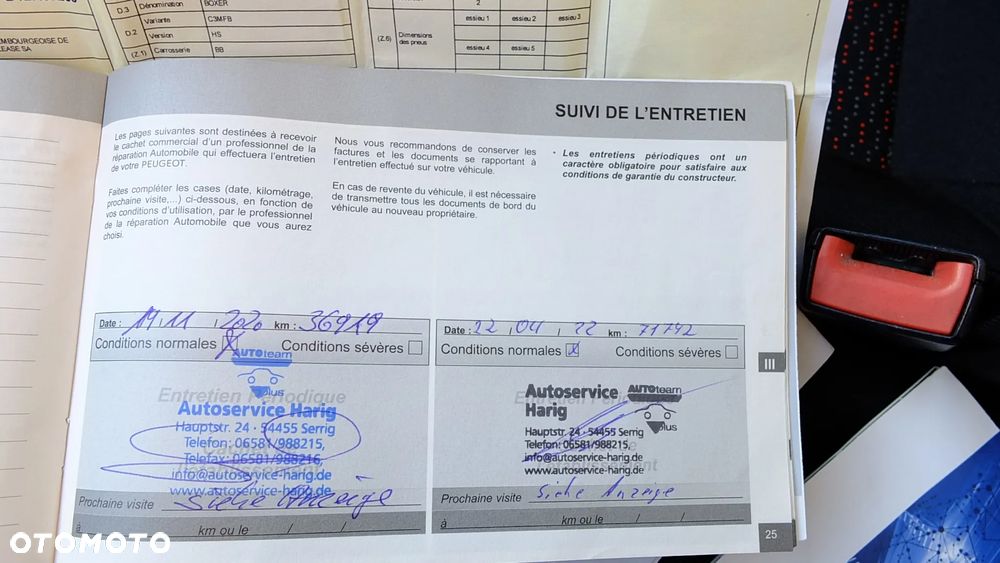 D.3 Dénomination BOXER
Variante C3MFB
D.2 Version HS
(Z.1) Carrosserie BB
EMBOURGEOISE DE
LEASE SA
2
essieu 1 essieu 2 essieu 3
(Z.6) Dimensions des pneus
essieu 4 essieu 5
SUIVI DE L'ENTRETIEN
Les pages suivantes sont destinées à recevoir
le cachet commercial d'un professionnel de la
réparation Automobile qui effectuera l'entretien
de votre PEUGEOT.
Faites compléter les cases (date, kilométrage,
prochaine visite,...) ci-dessous, en fonction de
vos conditions d'utilisation, par le professionnel
de la réparation Automobile que vous aurez
choisi.
Nous vous recommandons de conserver les
factures et les documents se rapportant à
l'entretien effectué sur votre véhicule.
En cas de revente du véhicule, il est nécessaire
de transmettre tous les documents de bord du
véhicule au nouveau propriétaire.
• Les entretiens périodiques ont un
caractère obligatoire pour satisfaire aux
conditions de garantie du constructeur.
Date : 19, 11, 2020 km : 36919
Conditions normales X Conditions sévères
AUTOteam
plus
Entretien Périodique
Autoservice Harig
Hauptstr. 24 · 54455 Serrig
Telefon: 06581/988215,
Telefax: 06581/988216,
info@autoservice-harig.de
www.autoservice-harig.de
Prochaine visite Siehe Anzeige
à km ou le / /
Date : 22, 04, 22 km : 71742
Conditions normales X Conditions sévères
Autoservice
Harig
AUTOteam
plus
Hauptstr. 24 · 54455 Serrig
Telefon: 06581/988215,
info@autoservice-harig.de
www.autoservice-harig.de
Prochaine visite Siehe Anzeige
à km ou le / /
III
25
OTOMOTO